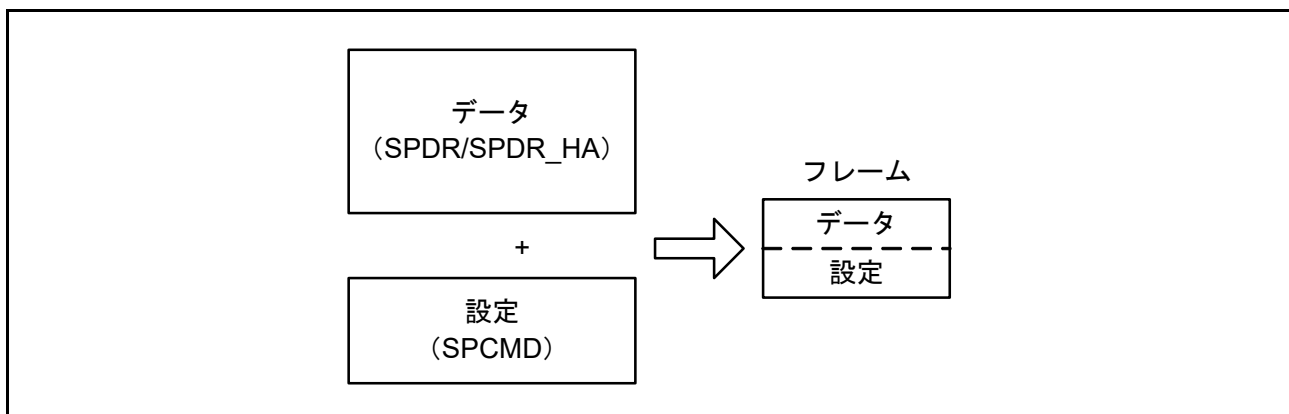 データ
（SPDR/SPDR_HA）
+
設定
（SPCMD）
フレーム
データ
設定